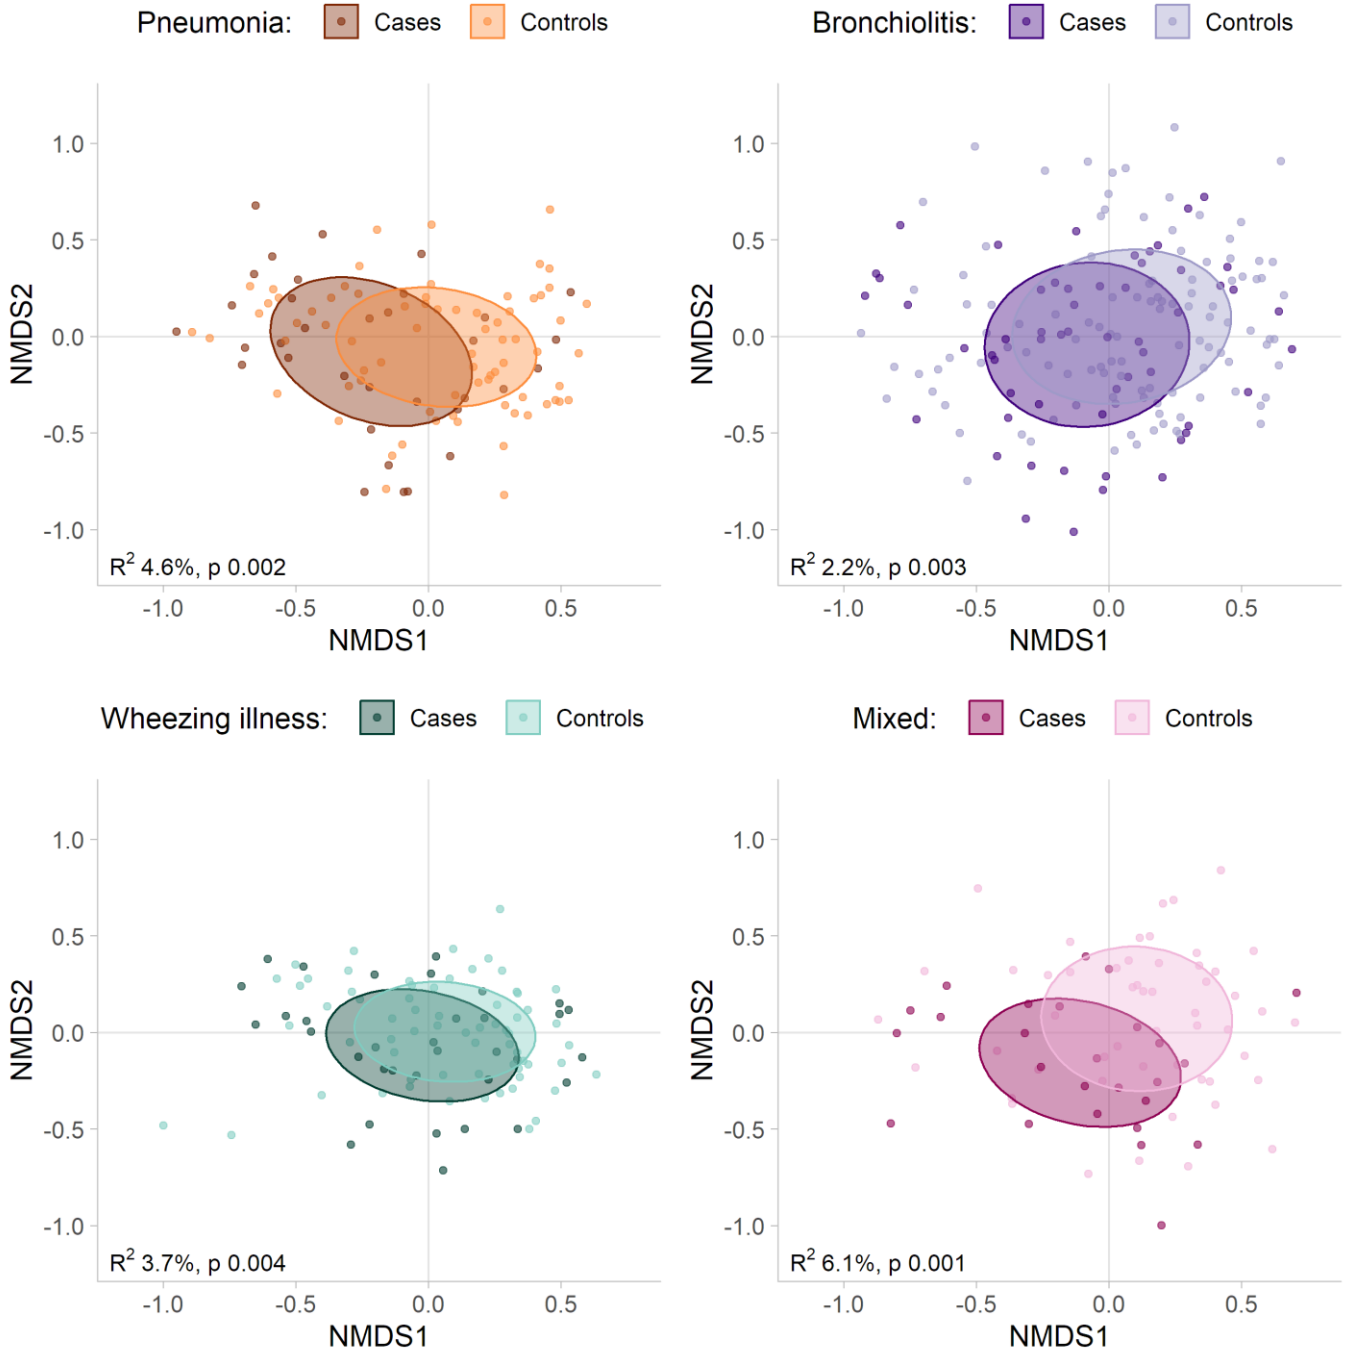 Pneumonia: Cases Controls
1.0
0.5
0.0
-0.5
-1.0
NMDS2
R² 4.6%, p 0.002
-1.0 -0.5 0.0 0.5
NMDS1
Bronchiolitis: Cases Controls
1.0
0.5
0.0
-0.5
-1.0
NMDS2
R² 2.2%, p 0.003
-1.0 -0.5 0.0 0.5
NMDS1
Wheezing illness: Cases Controls
1.0
0.5
0.0
-0.5
-1.0
NMDS2
R² 3.7%, p 0.004
-1.0 -0.5 0.0 0.5
NMDS1
Mixed: Cases Controls
1.0
0.5
0.0
-0.5
-1.0
NMDS2
R² 6.1%, p 0.001
-1.0 -0.5 0.0 0.5
NMDS1